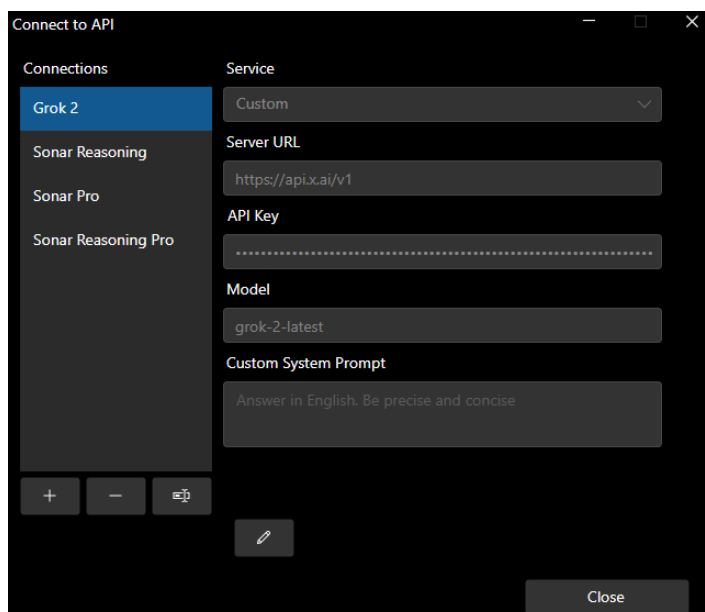 Connect to API
Connections
Grok 2
Sonar Reasoning
Sonar Pro
Sonar Reasoning Pro
Service
Custom
Server URL
https://api.x.ai/v1
API Key
Model
grok-2-latest
Custom System Prompt
Answer in English. Be precise and concise
Close